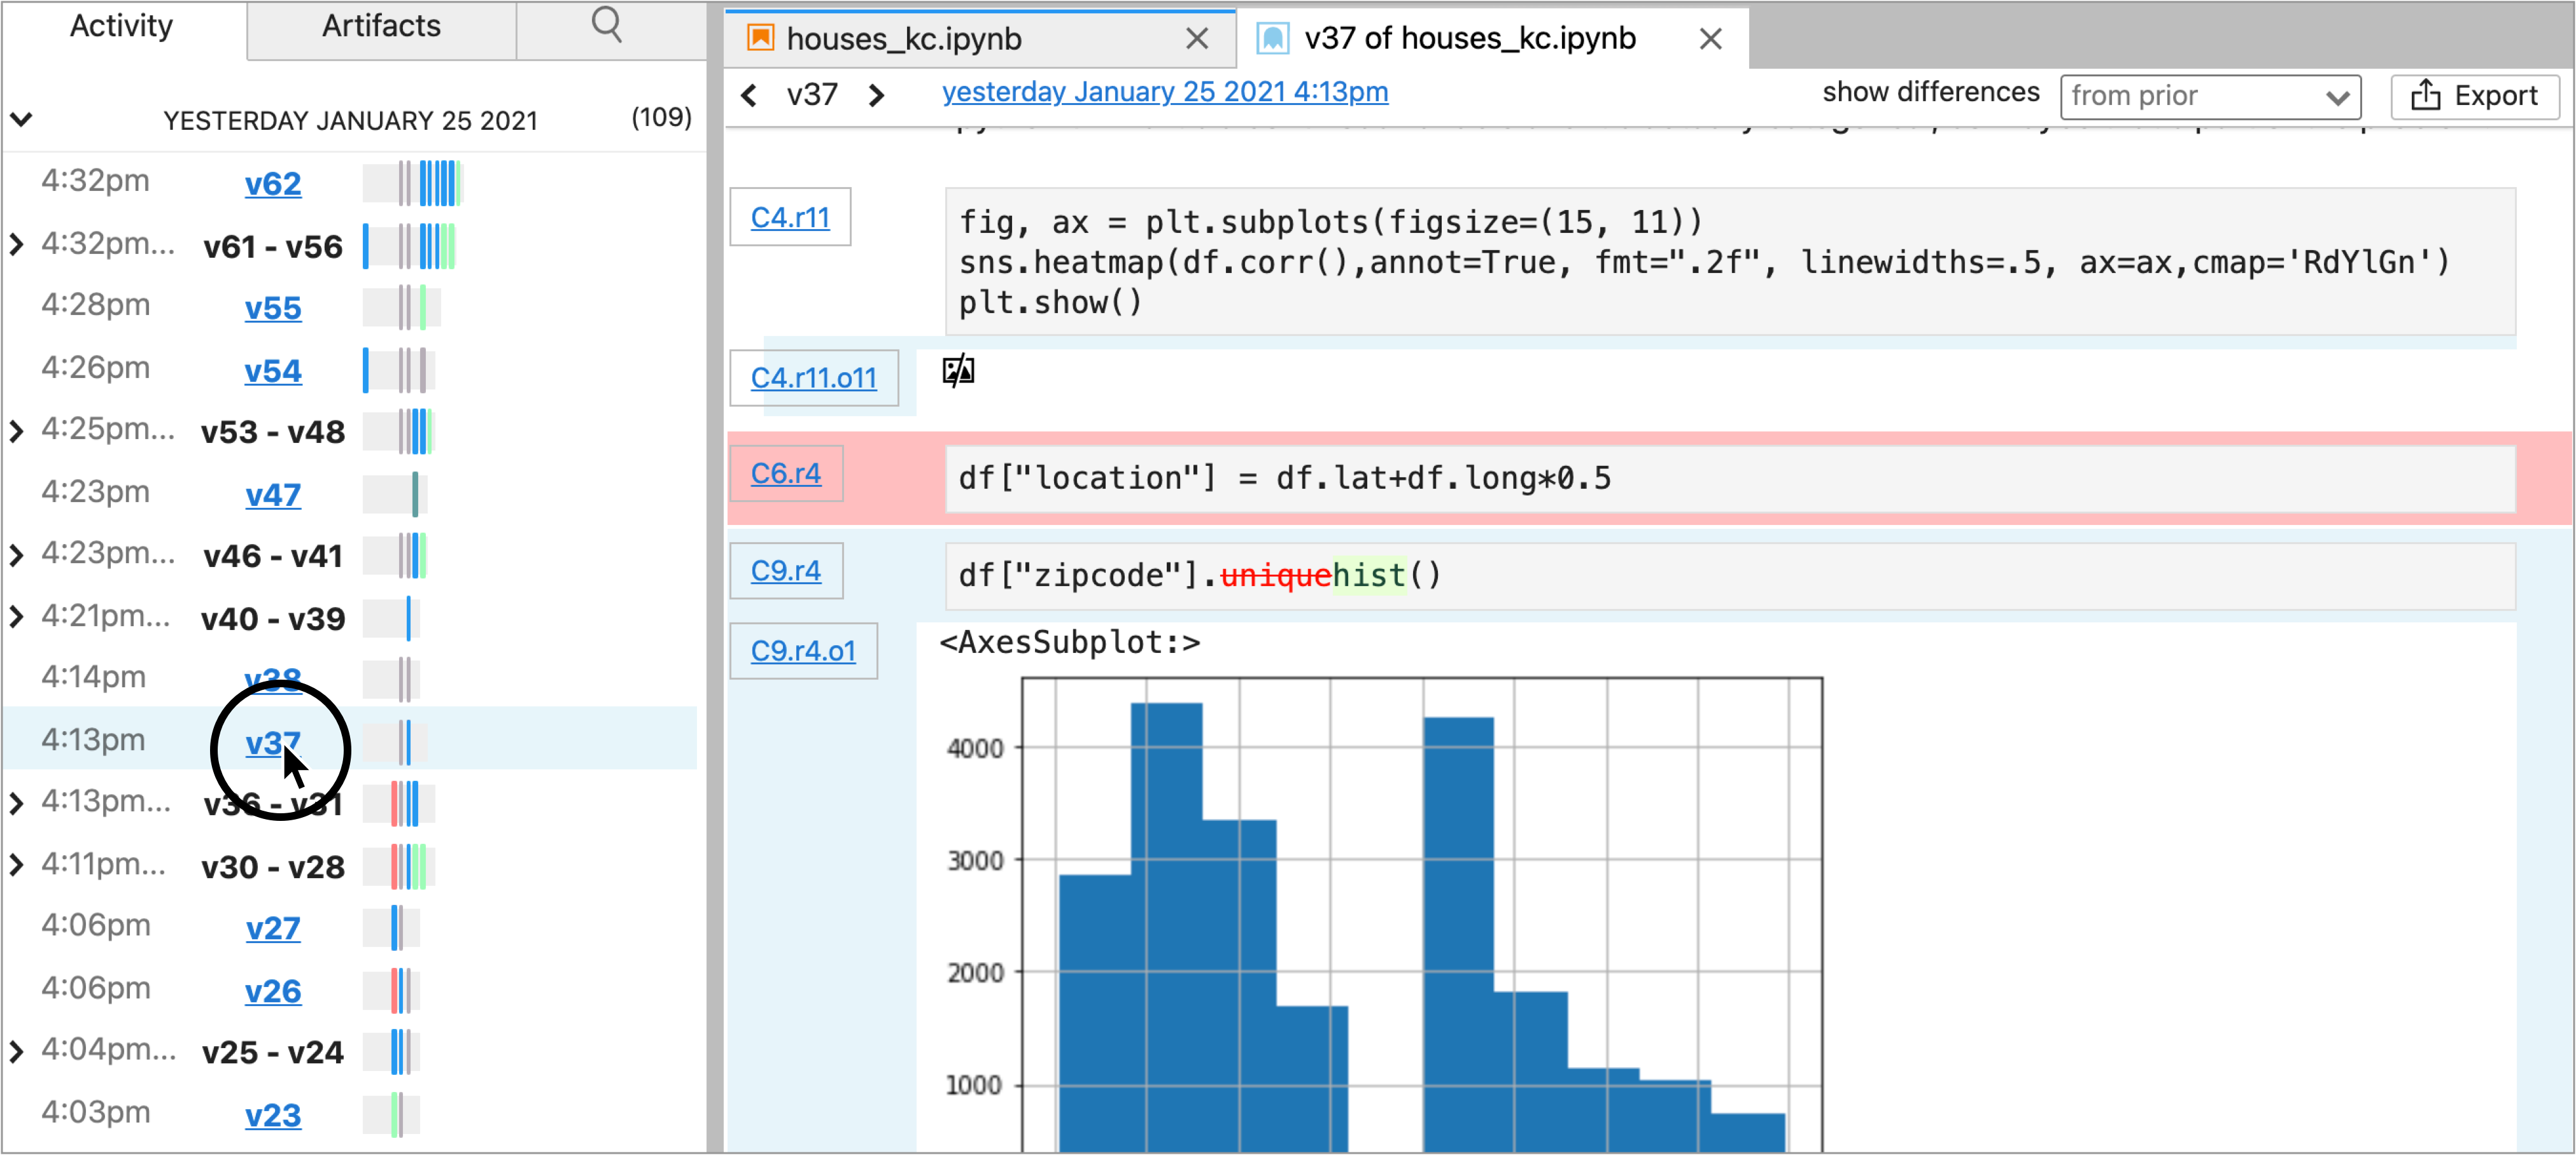 Activity
Artifacts
YESTERDAY JANUARY 25 2021 (109)
4:32pm v62
4:32pm... v61 - v56
4:28pm v55
4:26pm v54
4:25pm... v53 - v48
4:23pm v47
4:23pm... v46 - v41
4:21pm... v40 - v39
4:14pm v38
4:13pm v37
4:13pm... v36 - v31
4:11pm... v30 - v28
4:06pm v27
4:06pm v26
4:04pm... v25 - v24
4:03pm v23
houses_kc.ipynb
v37 of houses_kc.ipynb
v37
yesterday January 25 2021 4:13pm
show differences
from prior
Export
C4.r11
fig, ax = plt.subplots(figsize=(15, 11))
sns.heatmap(df.corr(),annot=True, fmt=".2f", linewidths=.5, ax=ax,cmap='RdYlGn')
plt.show()
C4.r11.o11
C6.r4
df["location"] = df.lat+df.long*0.5
C9.r4
df["zipcode"].uniquehist()
C9.r4.o1
<AxesSubplot:>
4000
3000
2000
1000